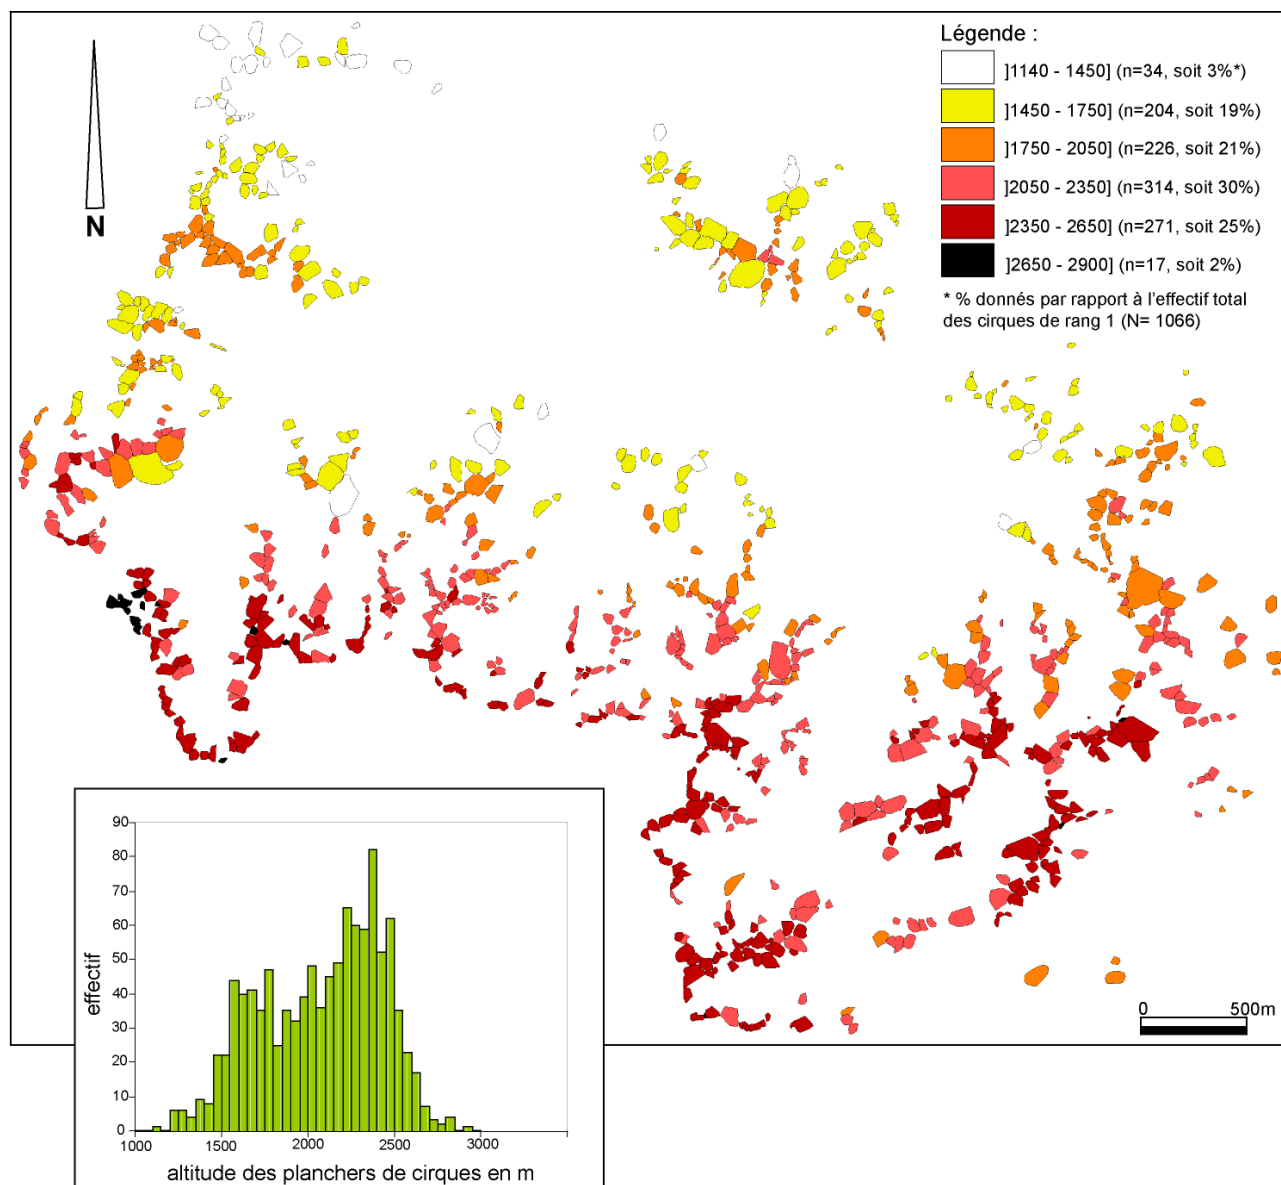 Légende :
]1140 - 1450] (n=34, soit 3%*)
]1450 - 1750] (n=204, soit 19%)
]1750 - 2050] (n=226, soit 21%)
]2050 - 2350] (n=314, soit 30%)
]2350 - 2650] (n=271, soit 25%)
]2650 - 2900] (n=17, soit 2%)
* % donnés par rapport à l'effectif total
des cirques de rang 1 (N= 1066)
N
0 500m
effectif
90
80
70
60
50
40
30
20
10
0
1000 1500 2000 2500 3000
altitude des planchers de cirques en m